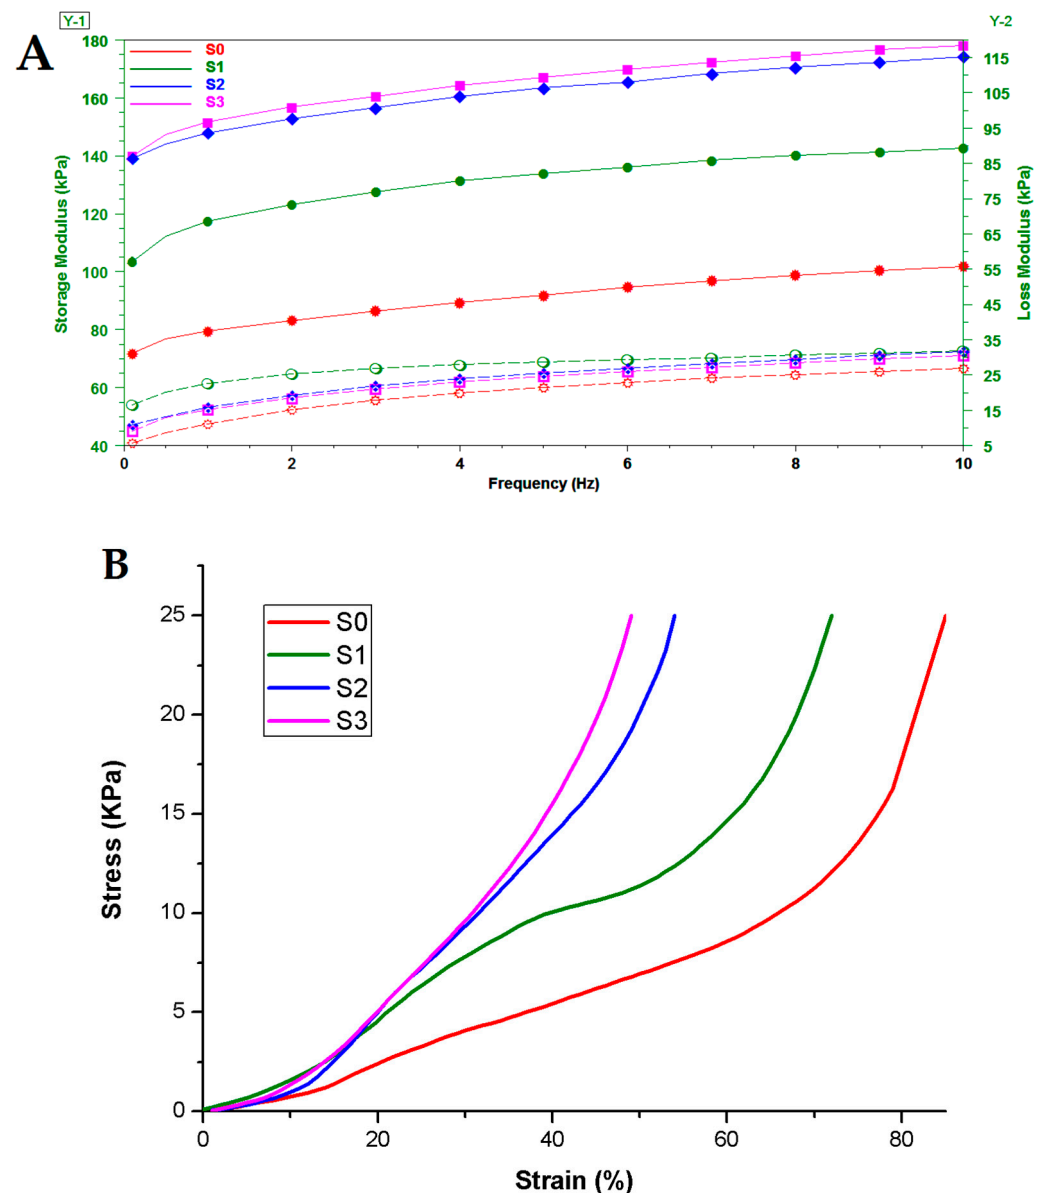 Y-1
Y-2
A
180
160
140
120
100
80
60
40
Storage Modulus (kPa)
S0
S1
S2
S3
115
105
95
85
75
65
55
45
35
25
15
5
Loss Modulus (kPa)
0 2 4 6 8 10
Frequency (Hz)
B
25
20
15
10
5
0
Stress (KPa)
S0
S1
S2
S3
0 20 40 60 80
Strain (%)